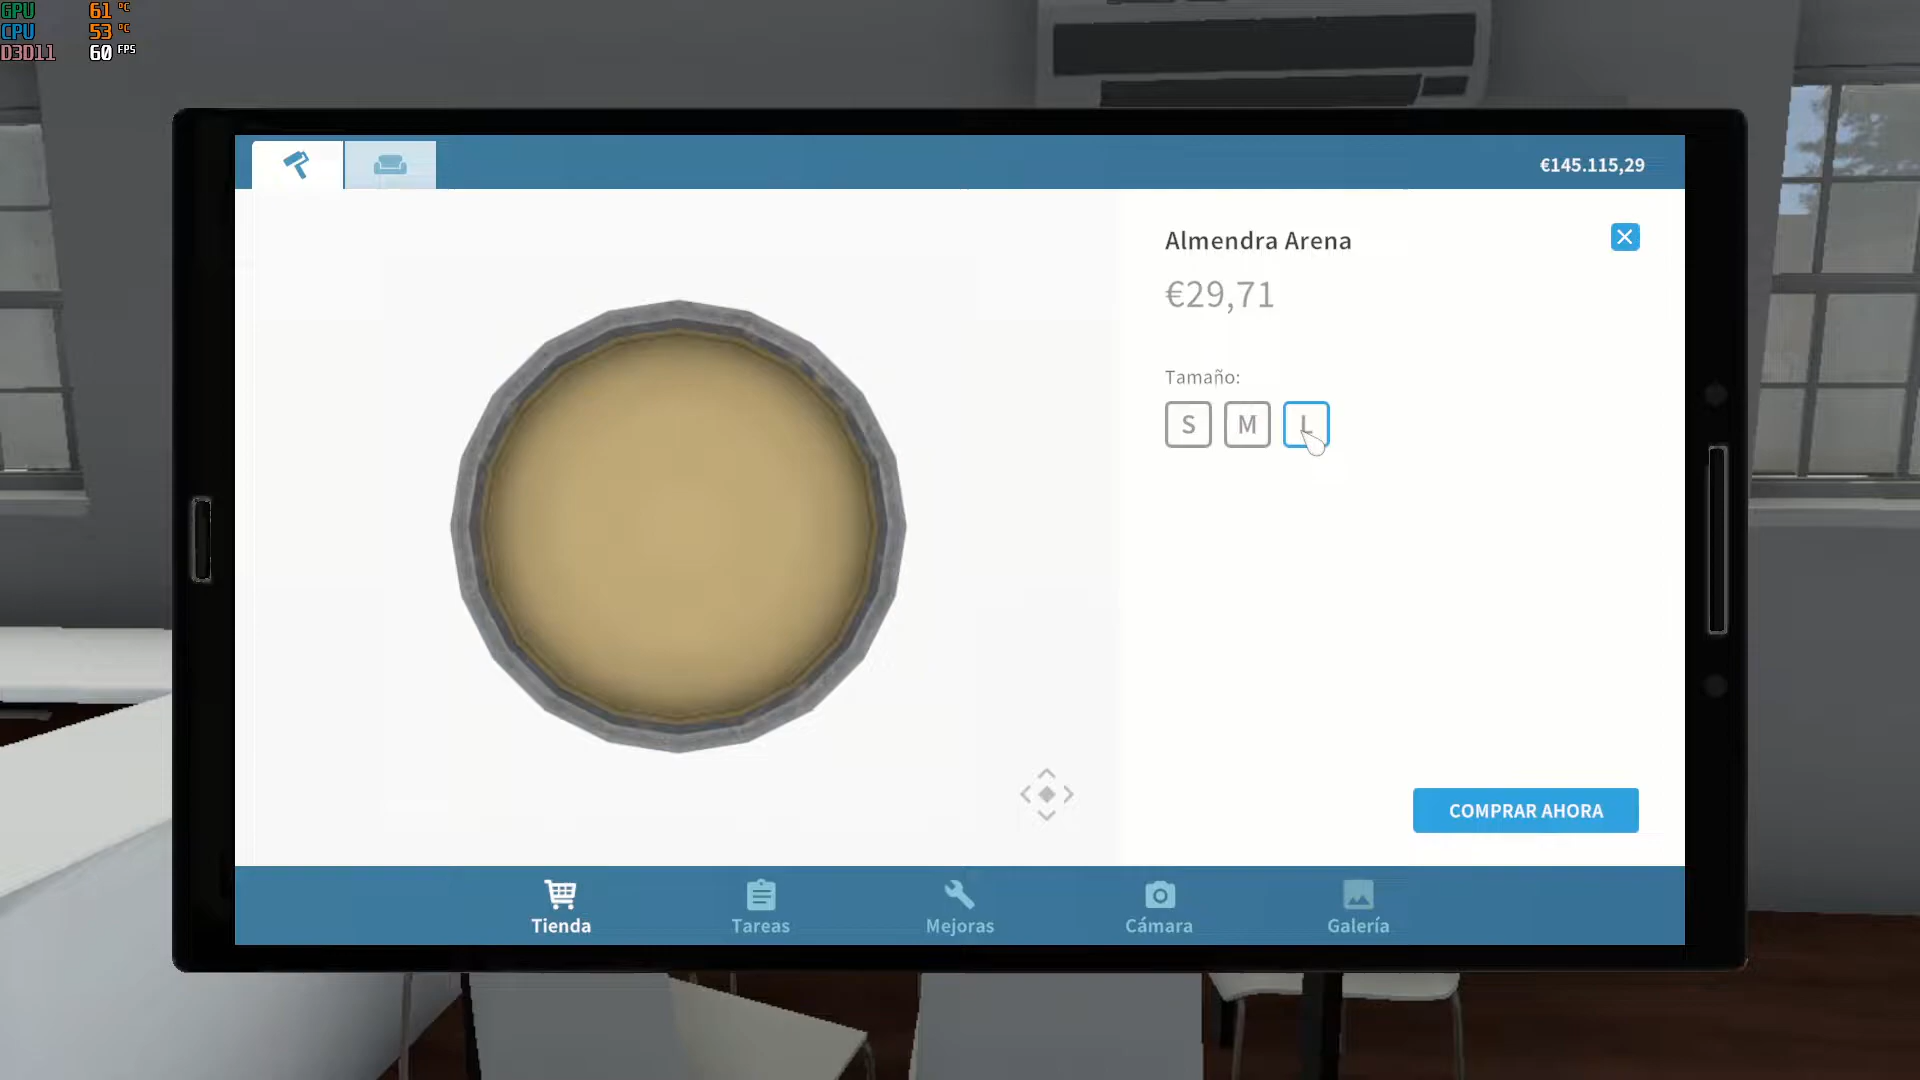 GPU 61 °C
CPU 53 °C
D3D11 60 FPS
€145.115,29
Almendra Arena
€29,71
Tamaño:
S M L
COMPRAR AHORA
Tienda Tareas Mejoras Cámara Galería